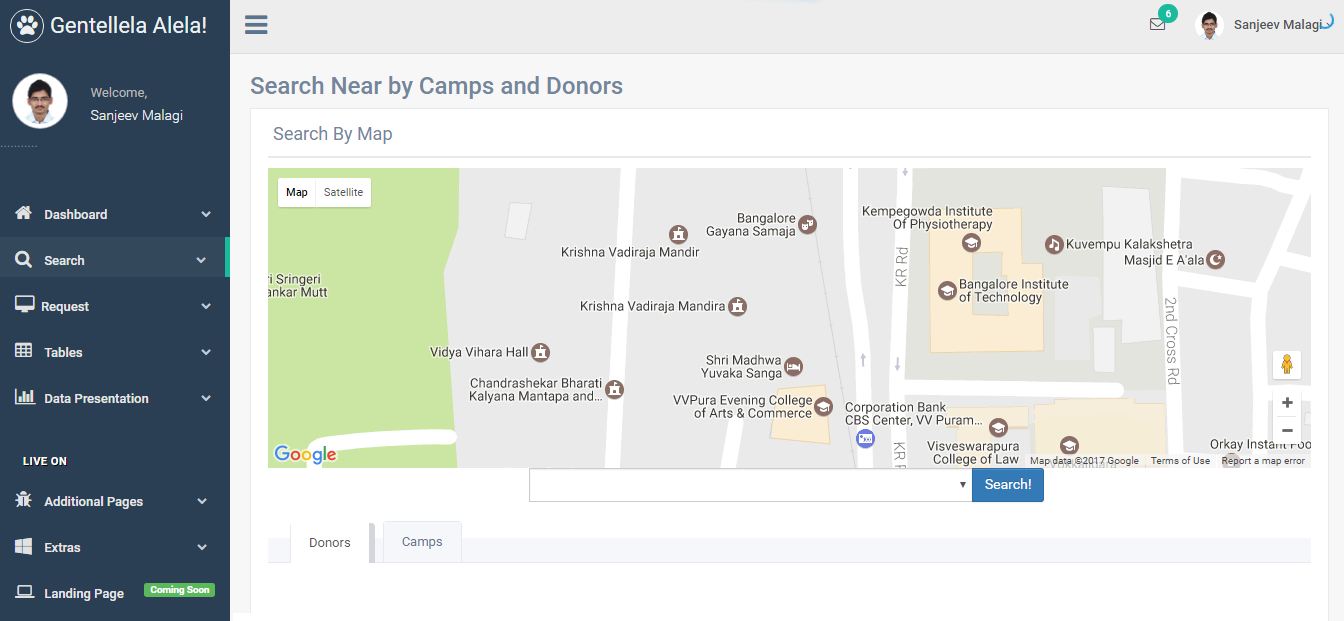 Gentellela Alela!
6
Sanjeev Malagi
Welcome,
Sanjeev Malagi
Dashboard
Search
Request
Tables
Data Presentation
LIVE ON
Additional Pages
Extras
Landing Page
Coming Soon
Search Near by Camps and Donors
Search By Map
Map
Satellite
ri Sringeri
ankar Mutt
Krishna Vadiraja Mandir
Bangalore
Gayana Samaja
Kempegowda Institute
Of Physiotherapy
Kuvempu Kalakshetra
Masjid E A'ala
KR Rd
Bangalore Institute
of Technology
Krishna Vadiraja Mandira
2nd Cross Rd
Vidya Vihara Hall
Shri Madhwa
Yuvaka Sanga
Chandrashekar Bharati
Kalyana Mantapa and...
VVPura Evening College
of Arts & Commerce
Corporation Bank
CBS Center, VV Puram...
KR R
Visveswarapura
College of Law
Orkay Instant Foo
Google
Map data ©2017 Google
Terms of Use
Report a map error
Search!
Donors
Camps